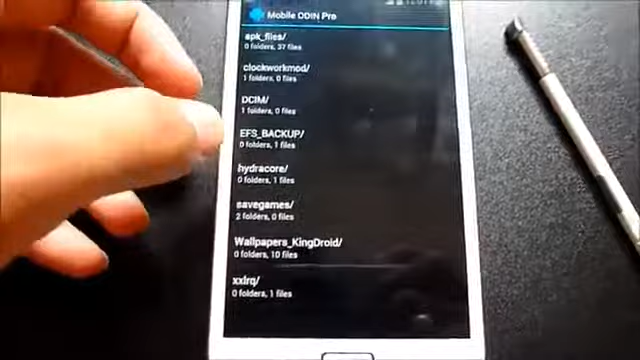 Mobile ODIN Pro
apk_files/
0 folders, 37 files
clockworkmod/
1 folders, 0 files
DCIM/
1 folders, 0 files
EFS_BACKUP/
0 folders, 1 files
hydracore/
0 folders, 1 files
savegames/
2 folders, 0 files
Wallpapers_KingDroid/
0 folders, 10 files
xxlrq/
0 folders, 1 files